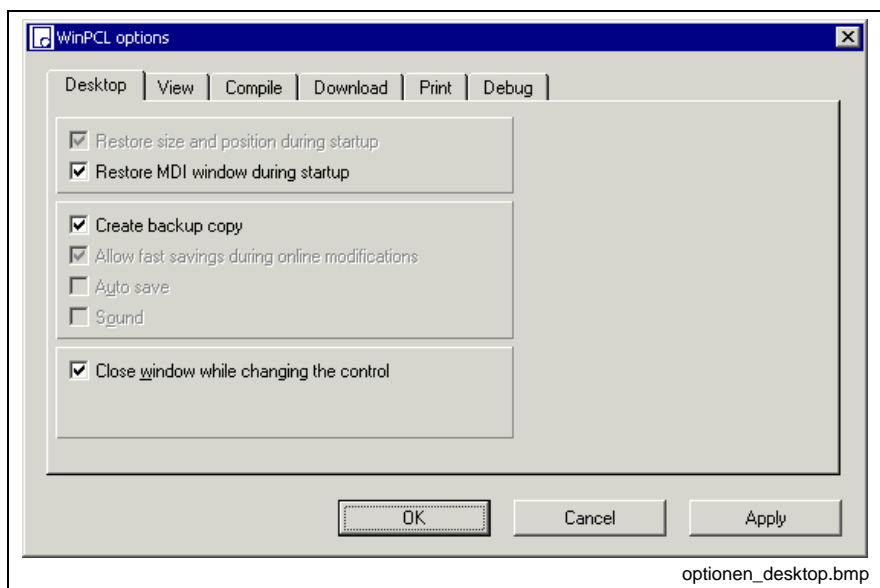 WinPCL options
Desktop View Compile Download Print Debug
Restore size and position during startup
Restore MDI window during startup
Create backup copy
Allow fast savings during online modifications
Auto save
Sound
Close window while changing the control
OK Cancel Apply
optionen_desktop.bmp